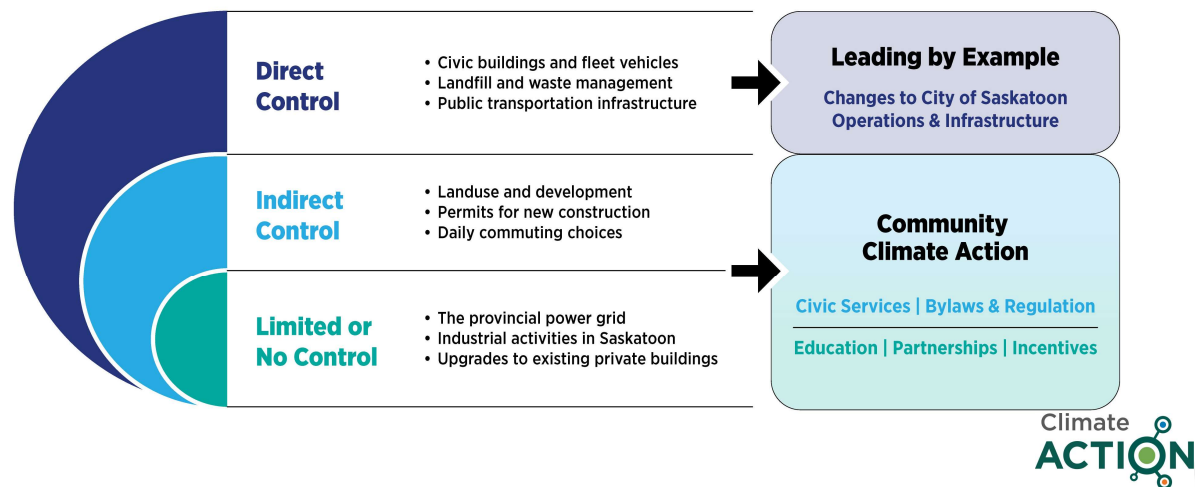 Direct
Control
• Civic buildings and fleet vehicles
• Landfill and waste management
• Public transportation infrastructure
Leading by Example
Changes to City of Saskatoon
Operations & Infrastructure
Indirect
Control
• Landuse and development
• Permits for new construction
• Daily commuting choices
Limited or
No Control
• The provincial power grid
• Industrial activities in Saskatoon
• Upgrades to existing private buildings
Community
Climate Action
Civic Services | Bylaws & Regulation
Education | Partnerships | Incentives
Climate
ACTION